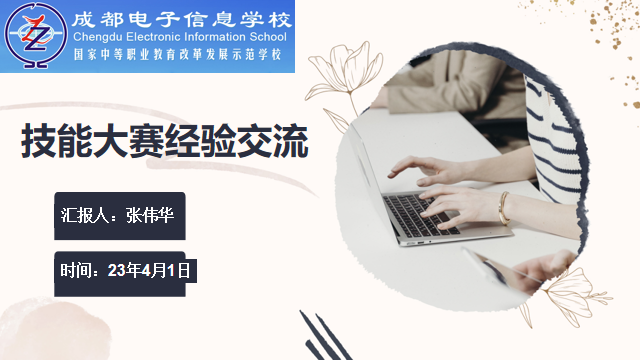 成都电子信息学校
Chengdu Electronic Information School
国家中等职业教育改革发展示范学校
技能大赛经验交流
汇报人：张伟华
时间：23年4月1日